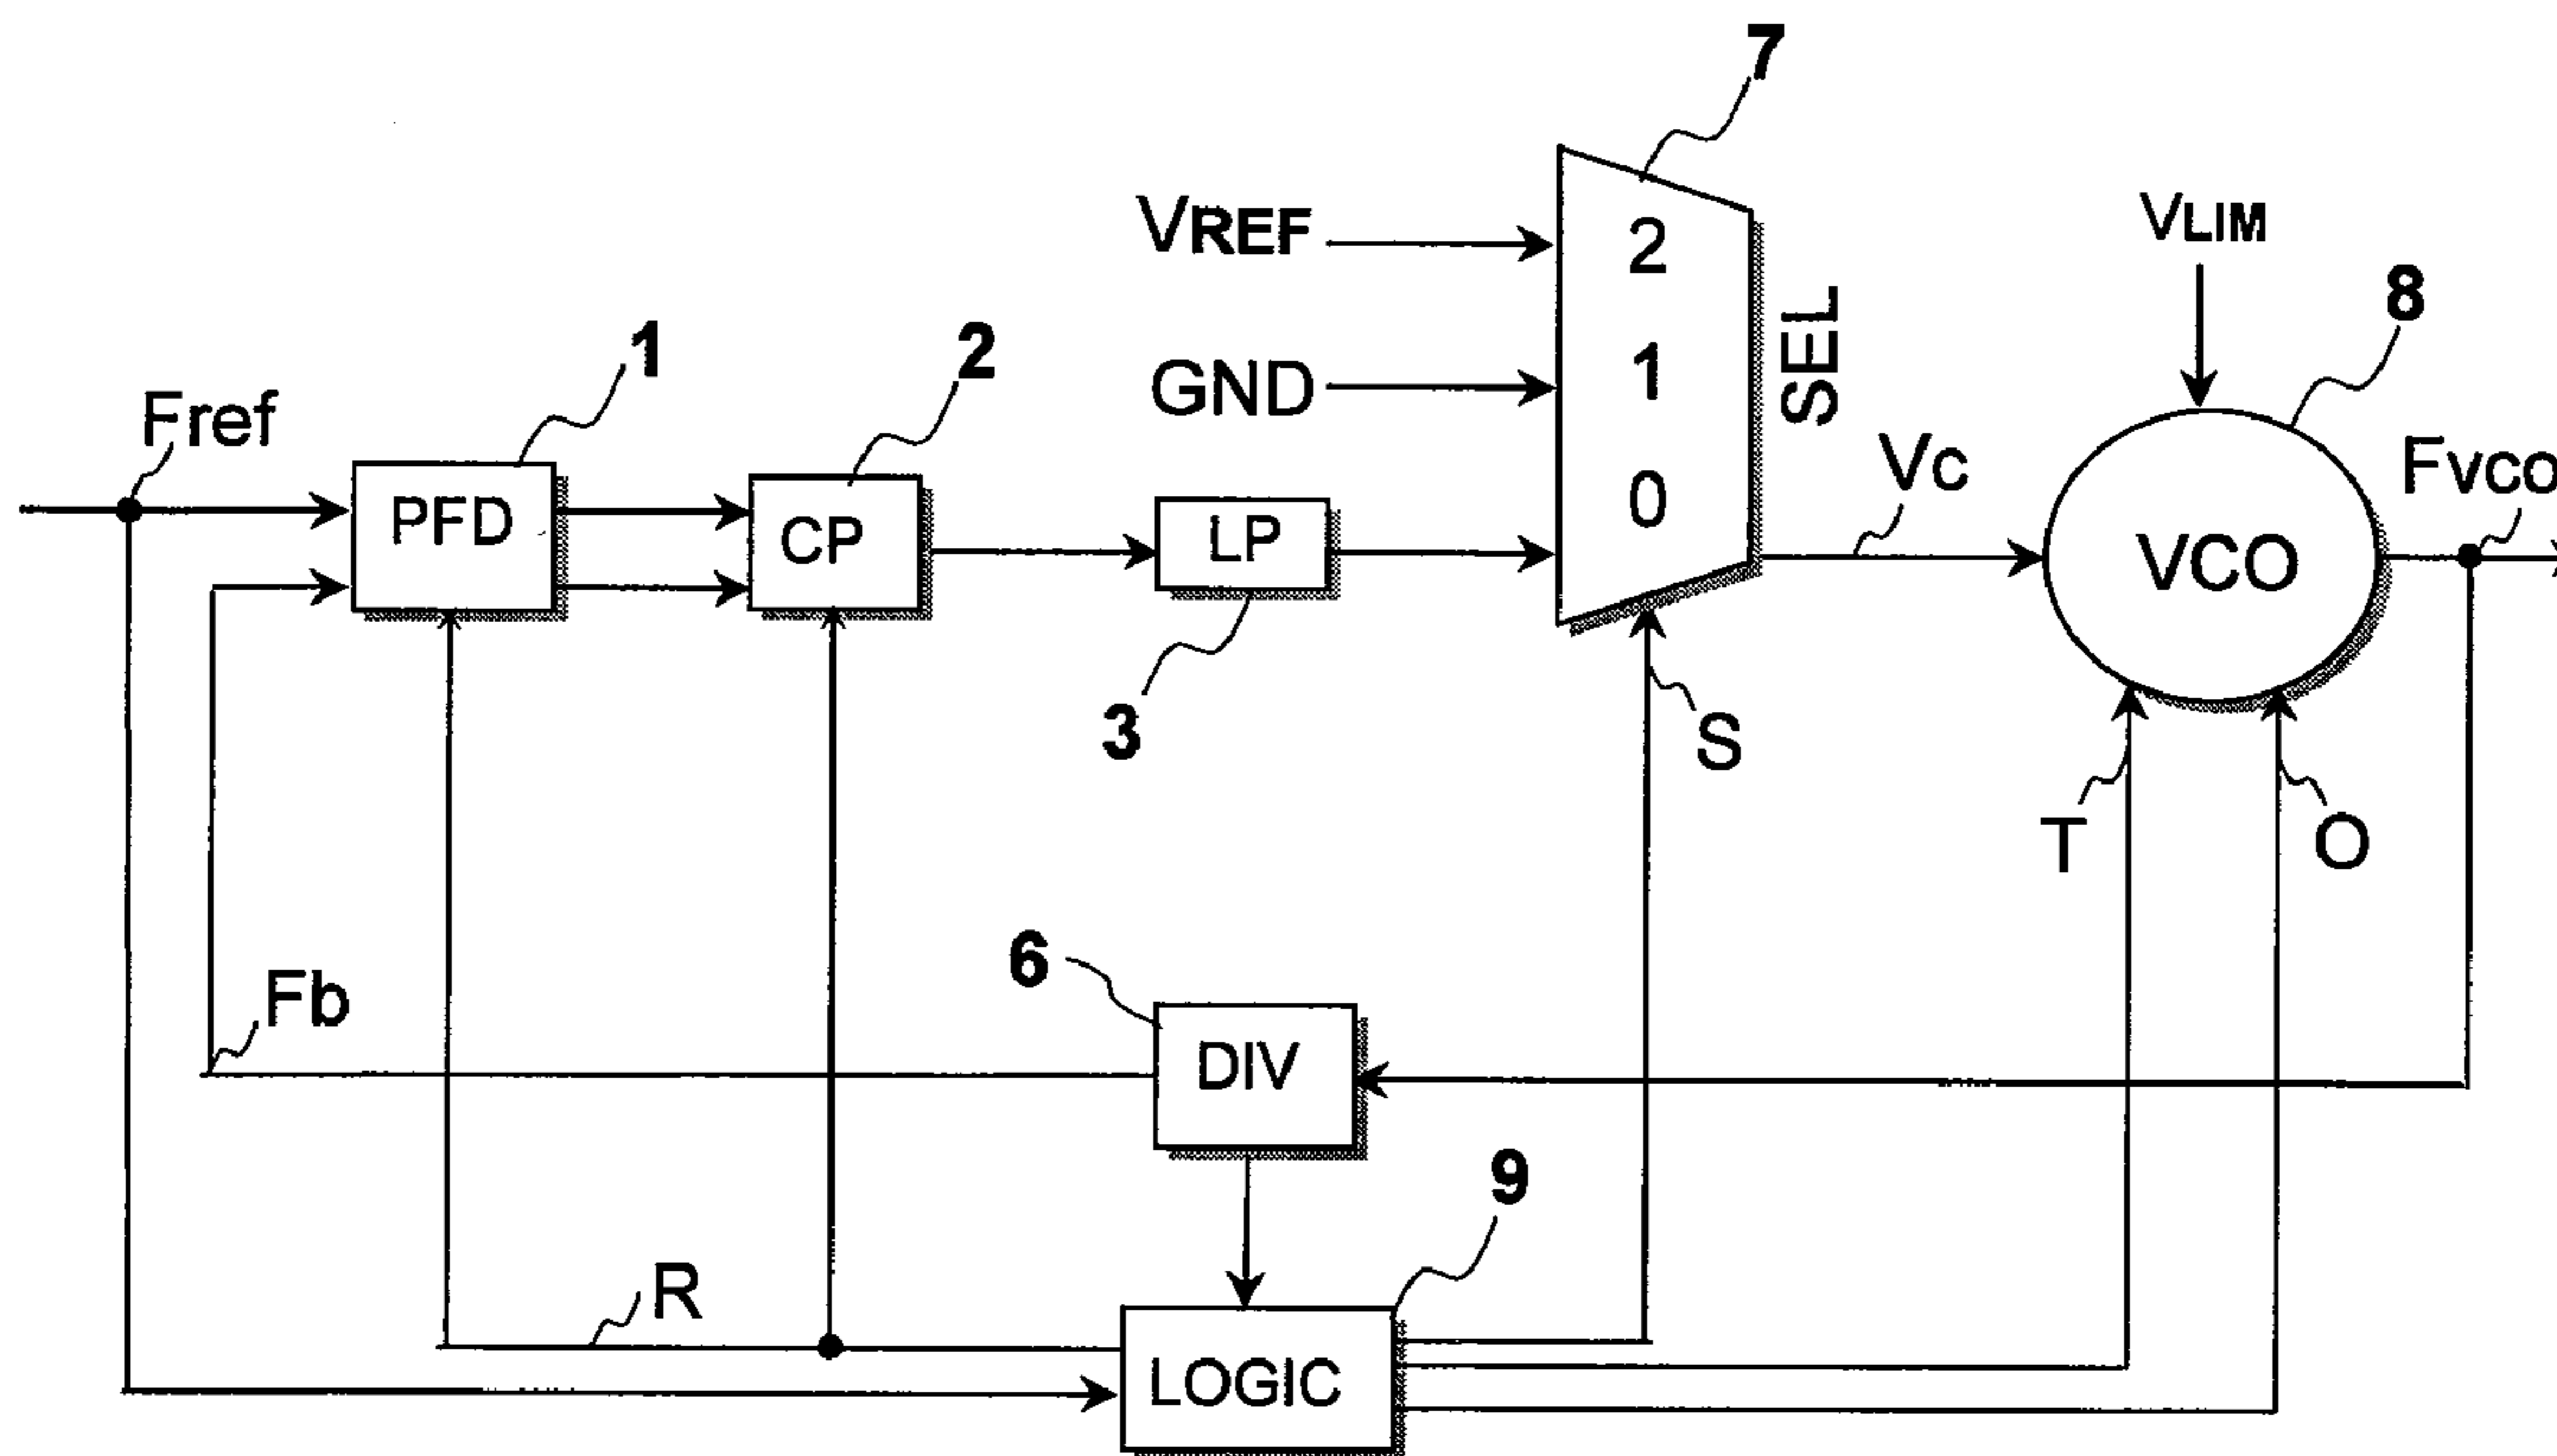 7
VREF
2
VLIM
8
1
2
GND
1
SEL
Fref
Vc
Fvco
PFD
CP
LP
0
VCO
3
S
T
O
6
Fb
DIV
9
R
LOGIC